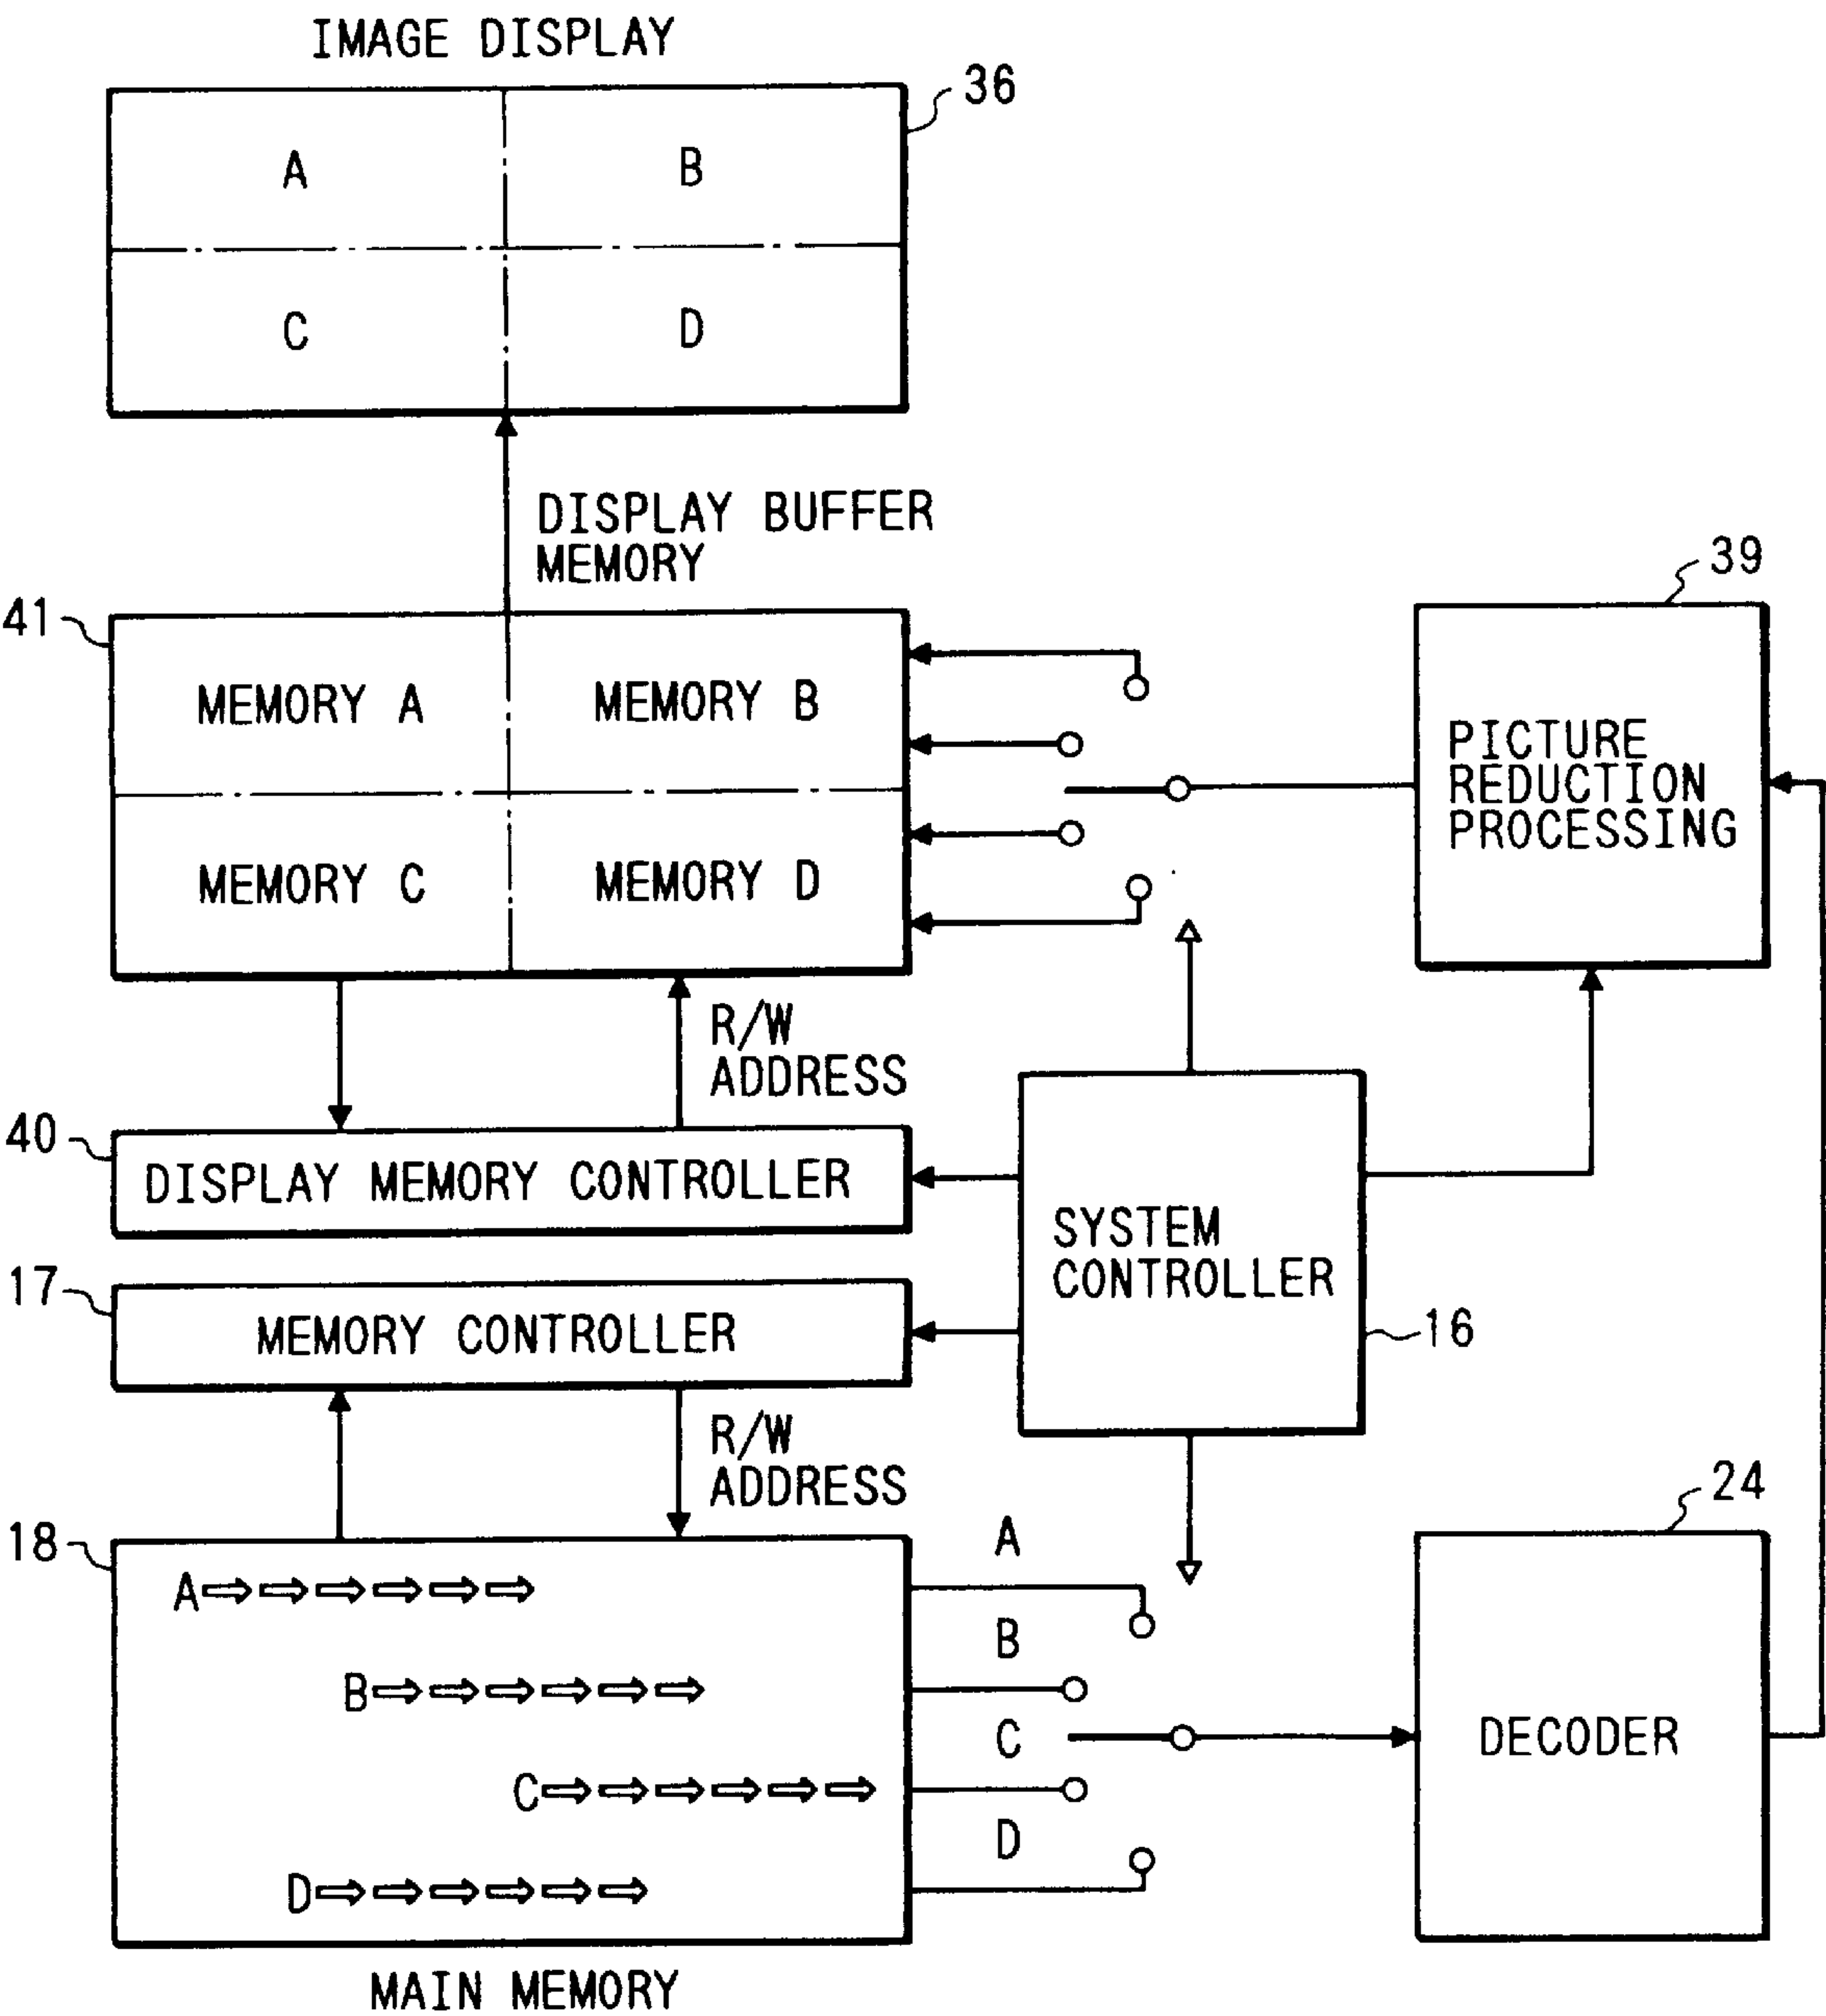 IMAGE DISPLAY
36
A
B
C
D
DISPLAY BUFFER
MEMORY
39
41
MEMORY A
MEMORY B
MEMORY C
MEMORY D
PICTURE
REDUCTION
PROCESSING
R/W
ADDRESS
40
DISPLAY MEMORY CONTROLLER
SYSTEM
CONTROLLER
17
MEMORY CONTROLLER
16
R/W
ADDRESS
24
18
A
B
C
D
A
B
C
D
DECODER
MAIN MEMORY